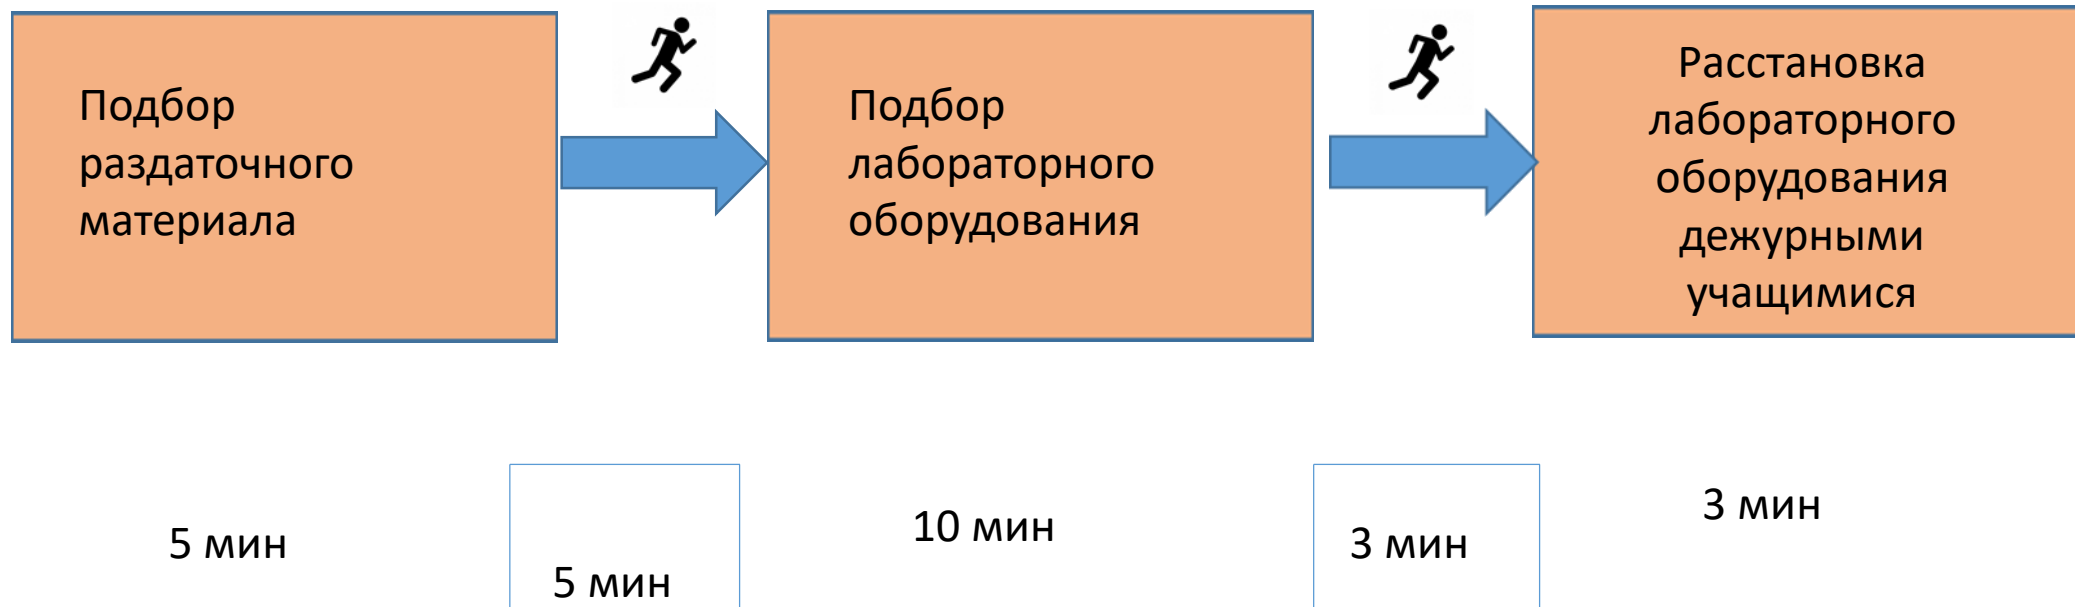 Подбор
раздаточного
материала
Подбор
лабораторного
оборудования
Расстановка
лабораторного
оборудования
дежурными
учащимися
5 мин
5 мин
10 мин
3 мин
3 мин